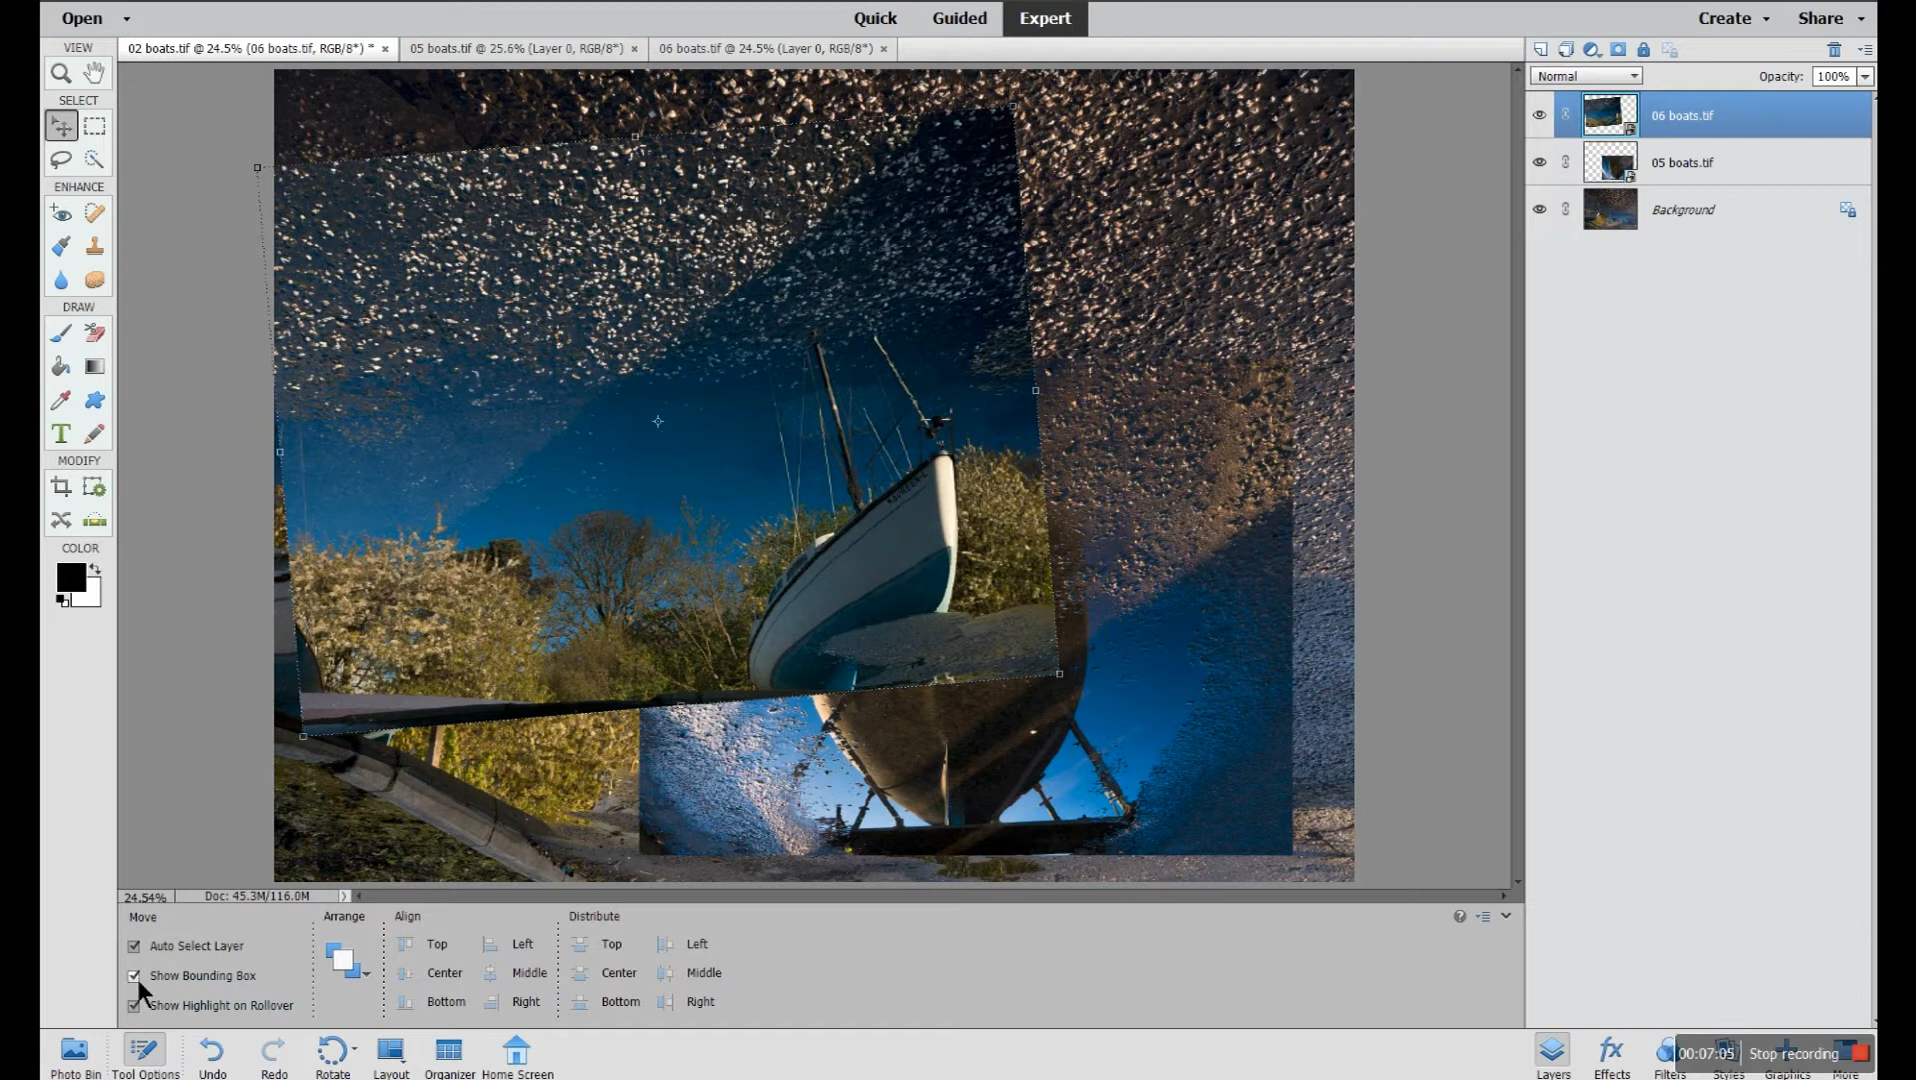 Open
Quick Guided Expert
Create Share
VIEW
02 boats.tif @ 24.5% (06 boats.tif, RGB/8*) * ×
05 boats.tif @ 25.6% (Layer 0, RGB/8*) ×
06 boats.tif @ 24.5% (Layer 0, RGB/8*) ×
Normal
Opacity: 100%
SELECT
06 boats.tif
05 boats.tif
Background
ENHANCE
DRAW
T
MODIFY
COLOR
24.54% Doc: 45.3M/116.0M
Move Arrange Align Distribute
Auto Select Layer
Top Left Top Left
Show Bounding Box
Center Middle Center Middle
Show Highlight on Rollover
Bottom Right Bottom Right
Photo Bin Tool Options Undo Redo Rotate Layout Organizer Home Screen
fx
00:07:05 Stop recording
Layers Effects Filters Styles Graphics More